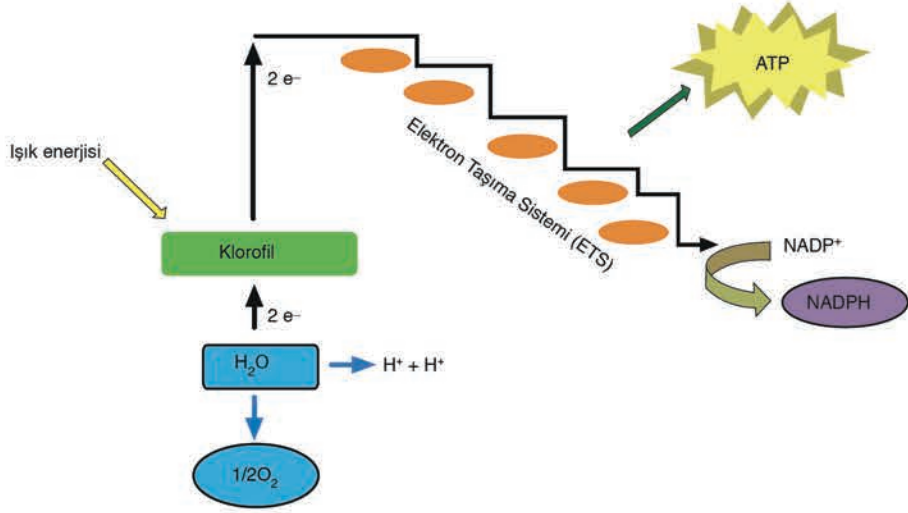 ATP
2 e⁻
Işık enerjisi
Elektron Taşıma Sistemi (ETS)
Klorofil
NADP⁺
NADPH
2 e⁻
H₂O
H⁺ + H⁺
1/2O₂